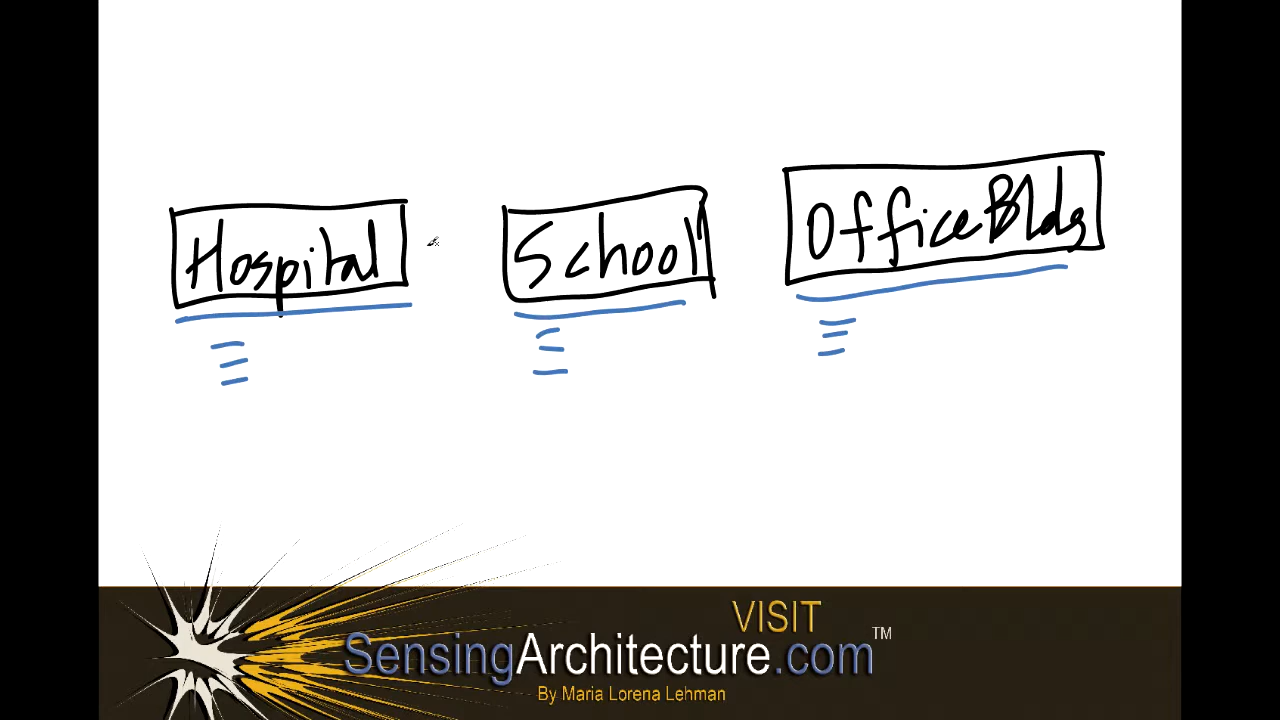 Hospital
School
Office Bldg
VISIT
SensingArchitecture.com™
By Maria Lorena Lehman